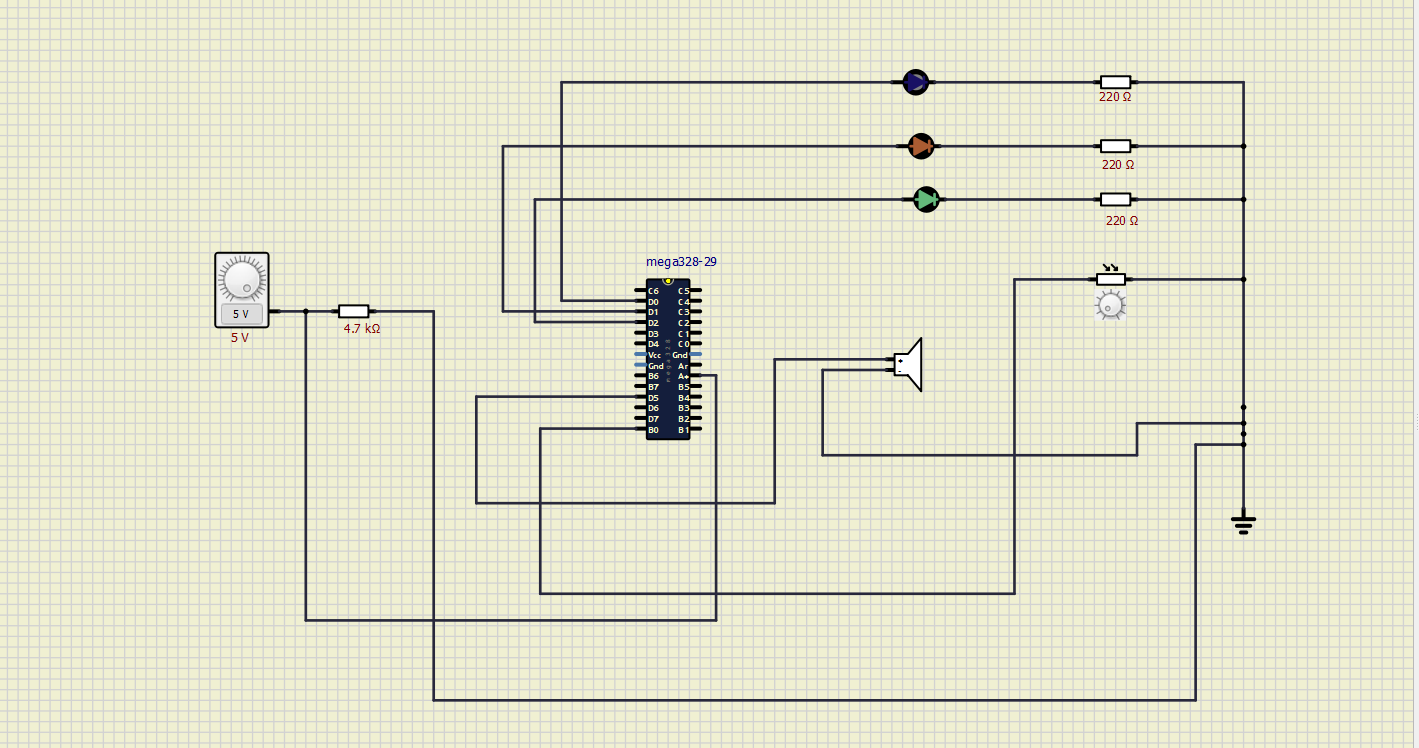 220 Ω
220 Ω
220 Ω
mega328-29
5 V
5 V
4.7 kΩ
C6 C5
D0 C4
D1 C3
D2 C2
D3 C1
D4 C0
Vcc Gnd
Gnd Ar
B6 A+
B7 B5
D5 B4
D6 B3
D7 B2
B0 B1
mega328
+
-